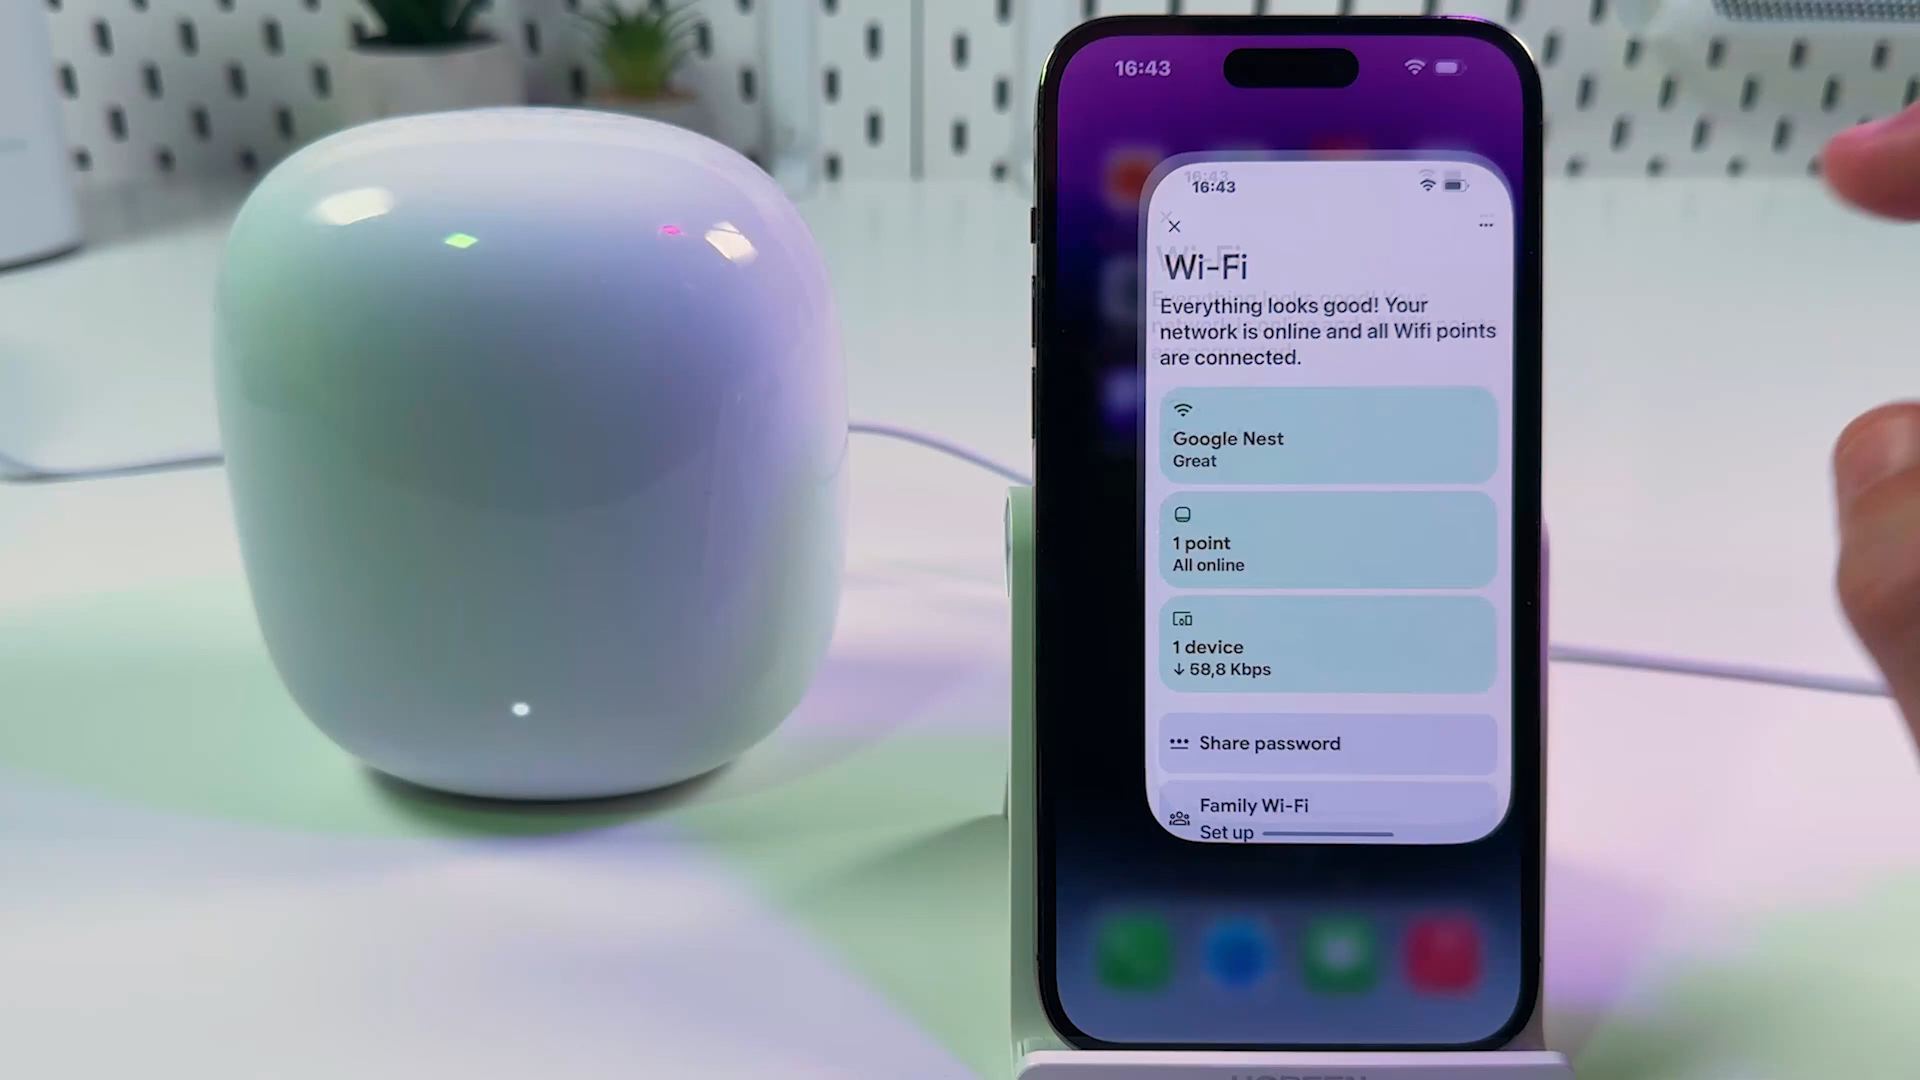 16:43
16:43
Wi-Fi
Everything looks good! Your
network is online and all Wifi points
are connected.
Google Nest
Great
1 point
All online
1 device
↓ 58,8 Kbps
Share password
Family Wi-Fi
Set up